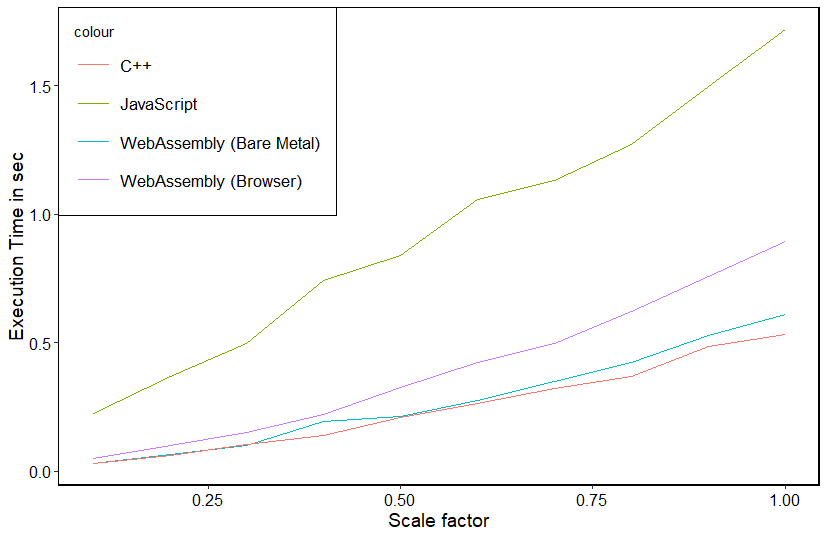 colour
C++
JavaScript
WebAssembly (Bare Metal)
WebAssembly (Browser)
Execution Time in sec
1.5
1.0
0.5
0.0
0.25 0.50 0.75 1.00
Scale factor